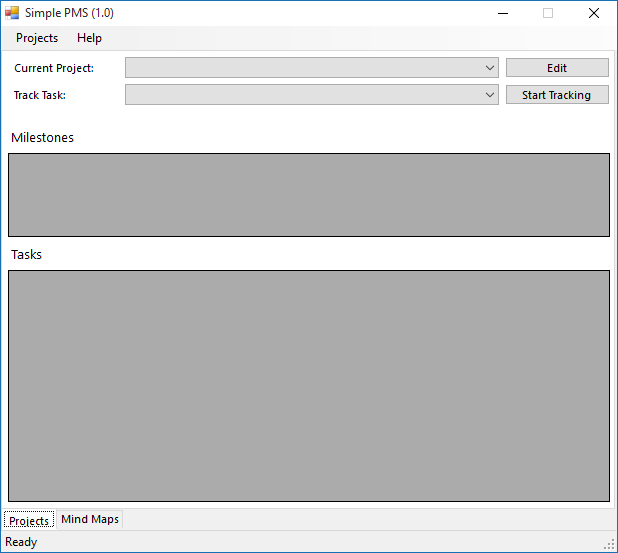 Simple PMS (1.0)
Projects Help
Current Project: Edit
Track Task: Start Tracking
Milestones
Tasks
Projects Mind Maps
Ready